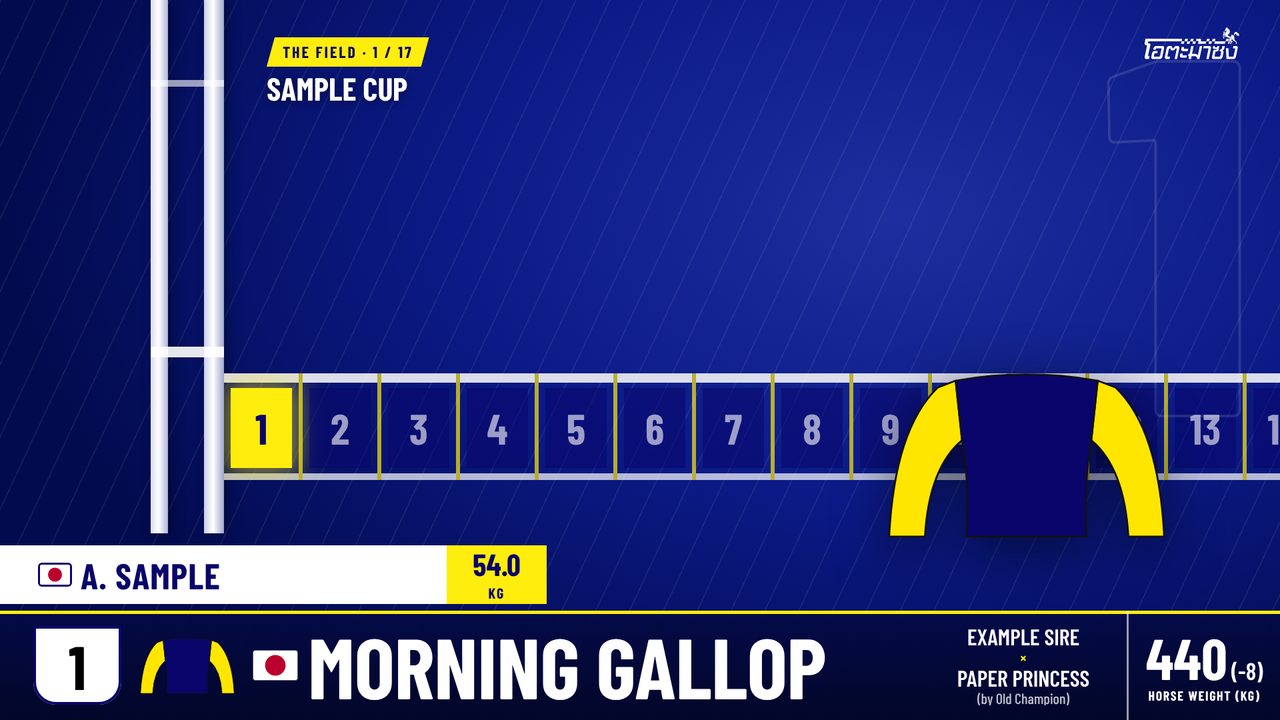 THE FIELD · 1 / 17
SAMPLE CUP
โอตะมาซิ่ง
1
1 2 3 4 5 6 7 8 9 13 1
A. SAMPLE
54.0
KG
1
MORNING GALLOP
EXAMPLE SIRE
×
PAPER PRINCESS
(by Old Champion)
440 (-8)
HORSE WEIGHT (KG)